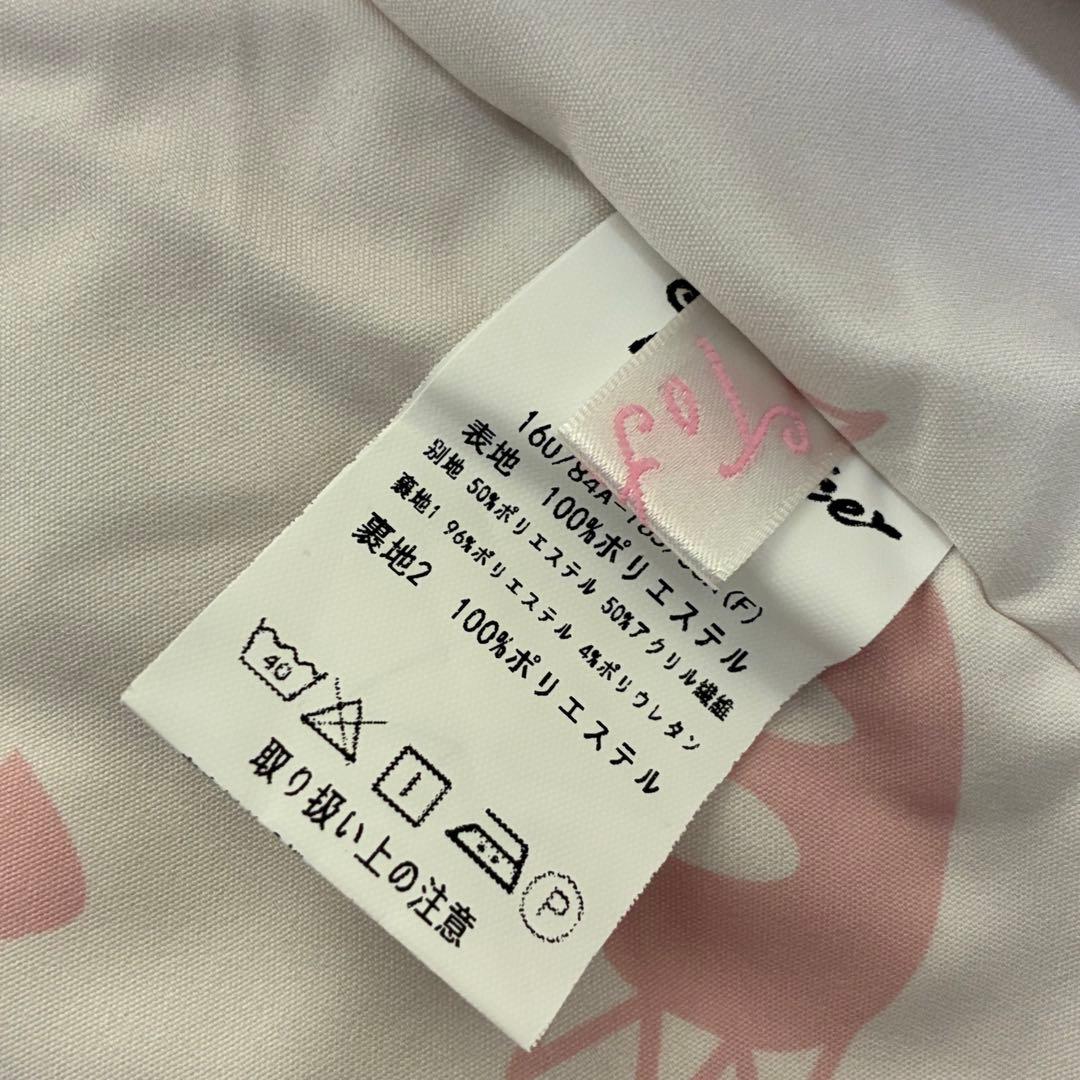 表地 100%ポリエステル
別地 50%ポリエステル 50%アクリル繊維
裏地1 96%ポリエステル 4%ポリウレタン
裏地2 100%ポリエステル
40
P
取り扱い上の注意